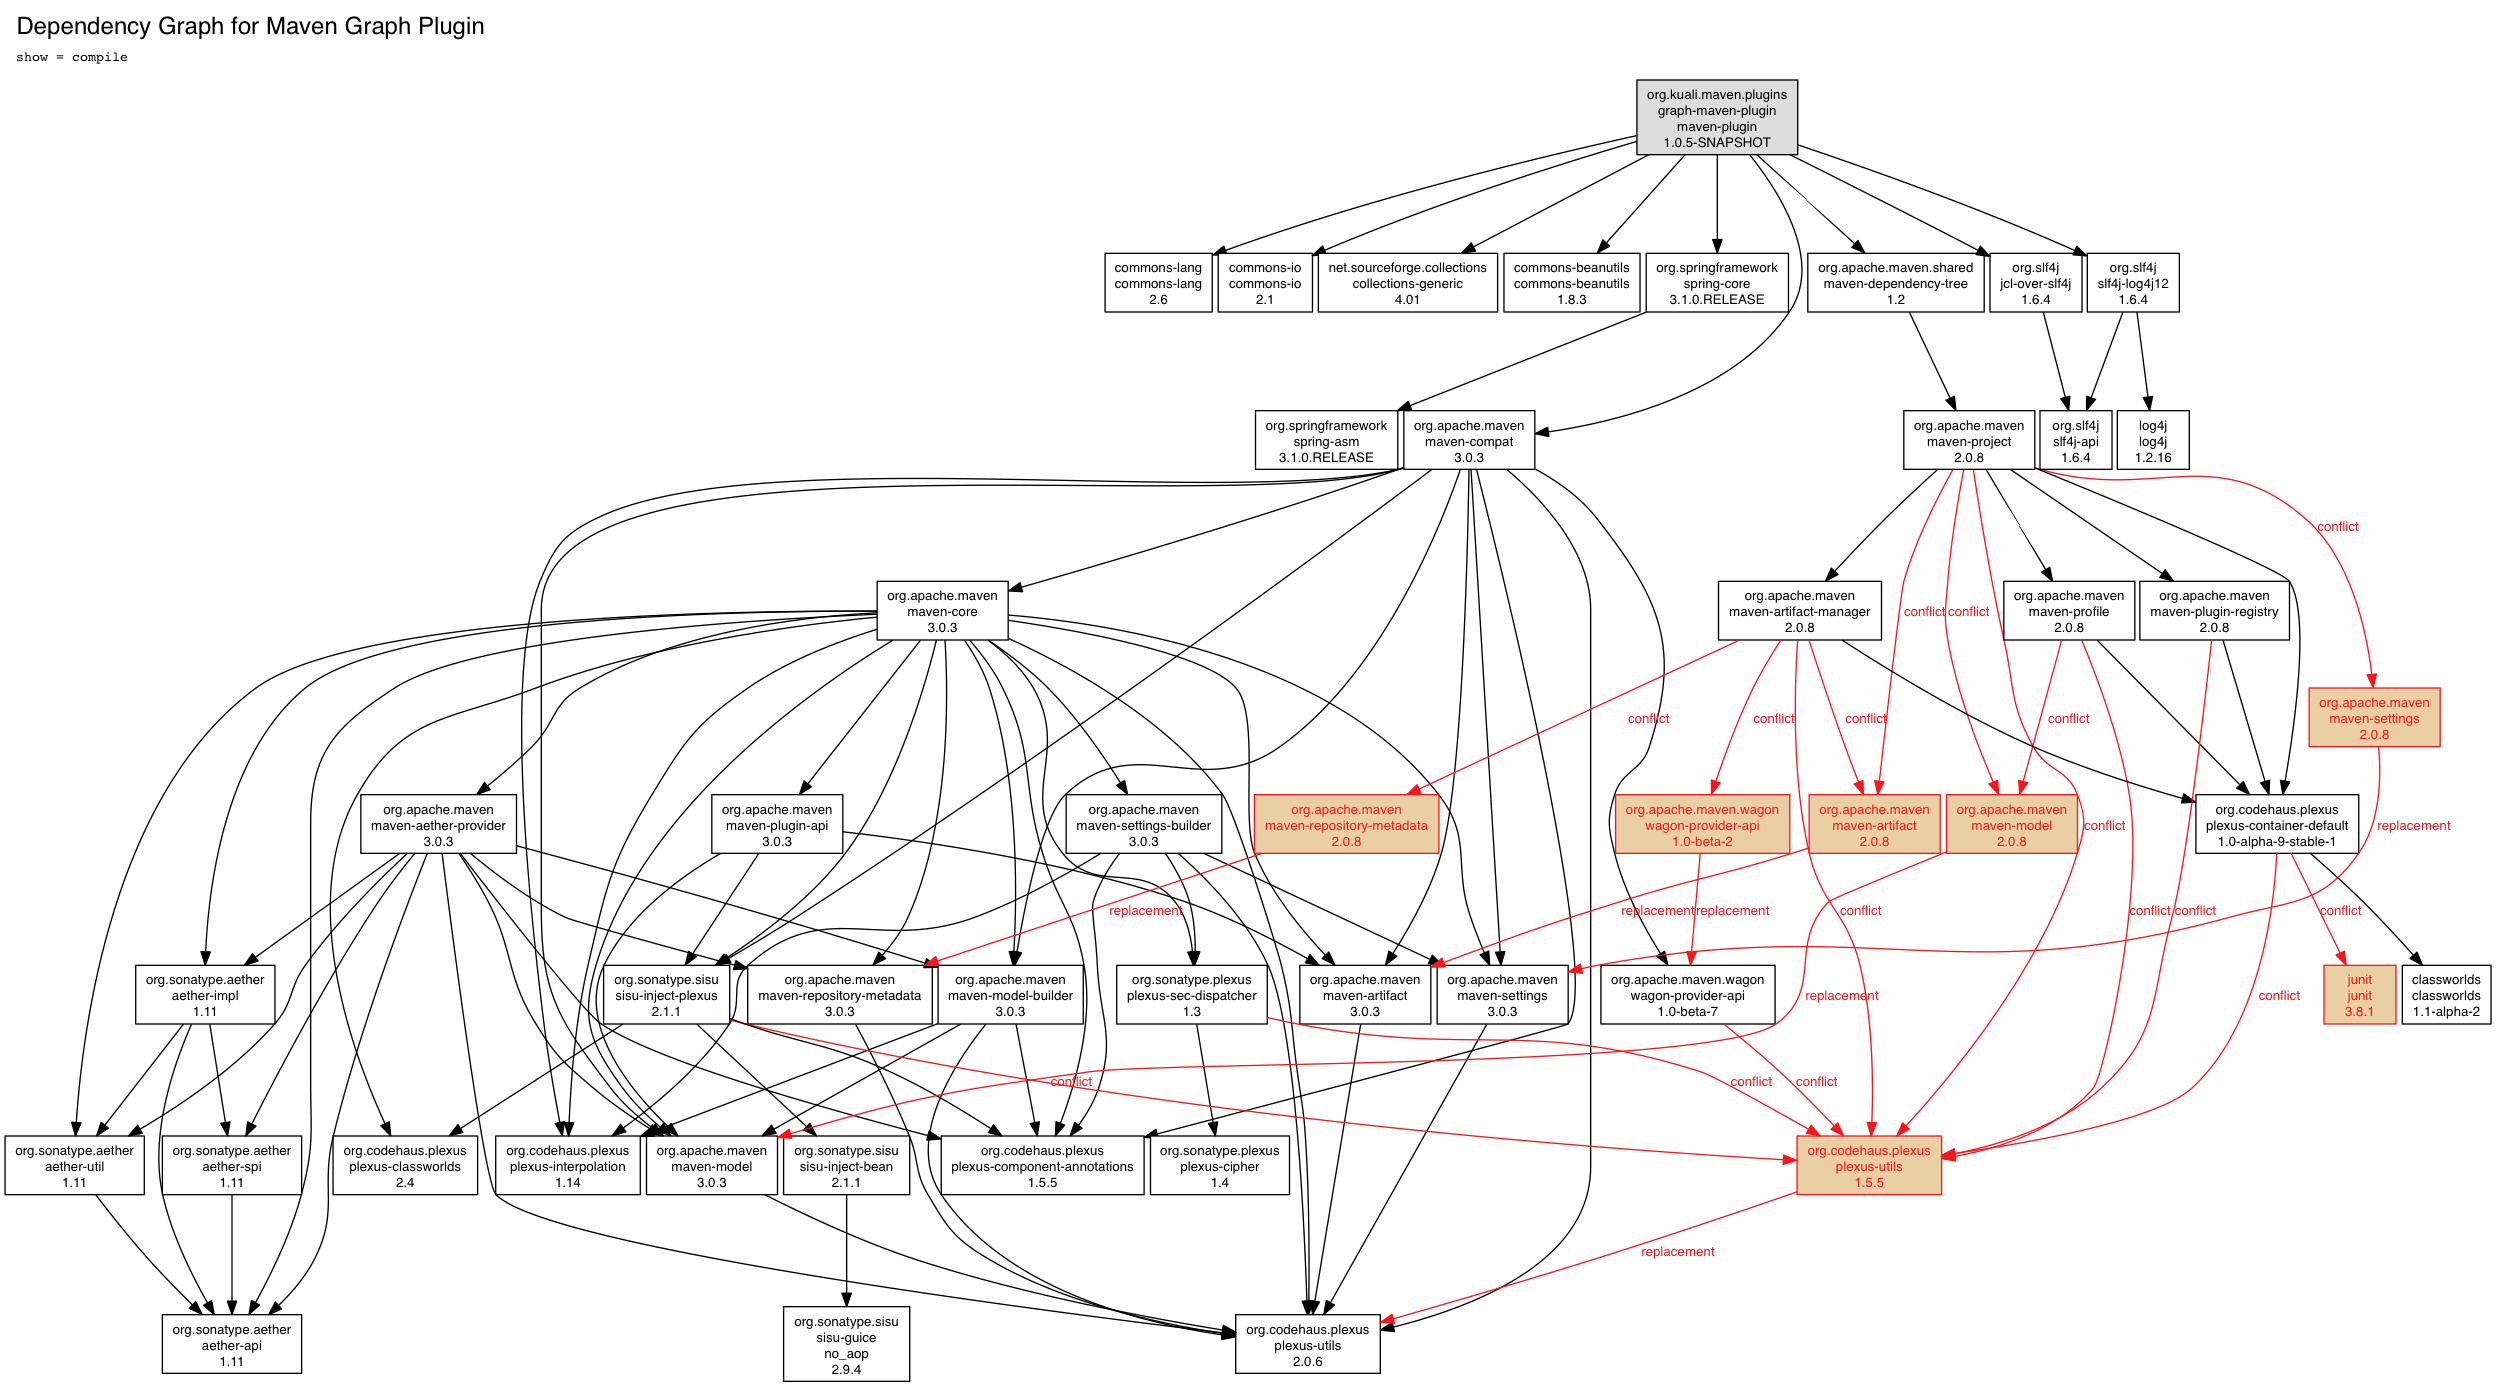 Dependency Graph for Maven Graph Plugin
show = compile
org.kuali.maven.plugins
graph-maven-plugin
maven-plugin
1.0.5-SNAPSHOT
commons-lang
commons-lang
2.6
commons-io
commons-io
2.1
net.sourceforge.collections
collections-generic
4.01
commons-beanutils
commons-beanutils
1.8.3
org.springframework
spring-core
3.1.0.RELEASE
org.apache.maven.shared
maven-dependency-tree
1.2
org.slf4j
jcl-over-slf4j
1.6.4
org.slf4j
slf4j-log4j12
1.6.4
org.springframework
spring-asm
3.1.0.RELEASE
org.apache.maven
maven-compat
3.0.3
org.apache.maven
maven-project
2.0.8
org.slf4j
slf4j-api
1.6.4
log4j
log4j
1.2.16
conflict
org.apache.maven
maven-core
3.0.3
org.apache.maven
maven-artifact-manager
2.0.8
conflict
conflict
org.apache.maven
maven-profile
2.0.8
org.apache.maven
maven-plugin-registry
2.0.8
conflict
conflict
conflict
conflict
org.apache.maven
maven-settings
2.0.8
org.apache.maven
maven-aether-provider
3.0.3
org.apache.maven
maven-plugin-api
3.0.3
org.apache.maven
maven-settings-builder
3.0.3
org.apache.maven
maven-repository-metadata
2.0.8
org.apache.maven.wagon
wagon-provider-api
1.0-beta-2
org.apache.maven
maven-artifact
2.0.8
org.apache.maven
maven-model
2.0.8
conflict
org.codehaus.plexus
plexus-container-default
1.0-alpha-9-stable-1
replacement
replacement
replacement
replacement
conflict
conflict
conflict
conflict
org.sonatype.aether
aether-impl
1.11
org.sonatype.sisu
sisu-inject-plexus
2.1.1
org.apache.maven
maven-repository-metadata
3.0.3
org.apache.maven
maven-model-builder
3.0.3
org.sonatype.plexus
plexus-sec-dispatcher
1.3
org.apache.maven
maven-artifact
3.0.3
org.apache.maven
maven-settings
3.0.3
org.apache.maven.wagon
wagon-provider-api
1.0-beta-7
replacement
conflict
junit
junit
3.8.1
classworlds
classworlds
1.1-alpha-2
conflict
conflict
conflict
org.sonatype.aether
aether-util
1.11
org.sonatype.aether
aether-spi
1.11
org.codehaus.plexus
plexus-classworlds
2.4
org.codehaus.plexus
plexus-interpolation
1.14
org.apache.maven
maven-model
3.0.3
org.sonatype.sisu
sisu-inject-bean
2.1.1
org.codehaus.plexus
plexus-component-annotations
1.5.5
org.sonatype.plexus
plexus-cipher
1.4
org.codehaus.plexus
plexus-utils
1.5.5
replacement
org.sonatype.aether
aether-api
1.11
org.sonatype.sisu
sisu-guice
no_aop
2.9.4
org.codehaus.plexus
plexus-utils
2.0.6